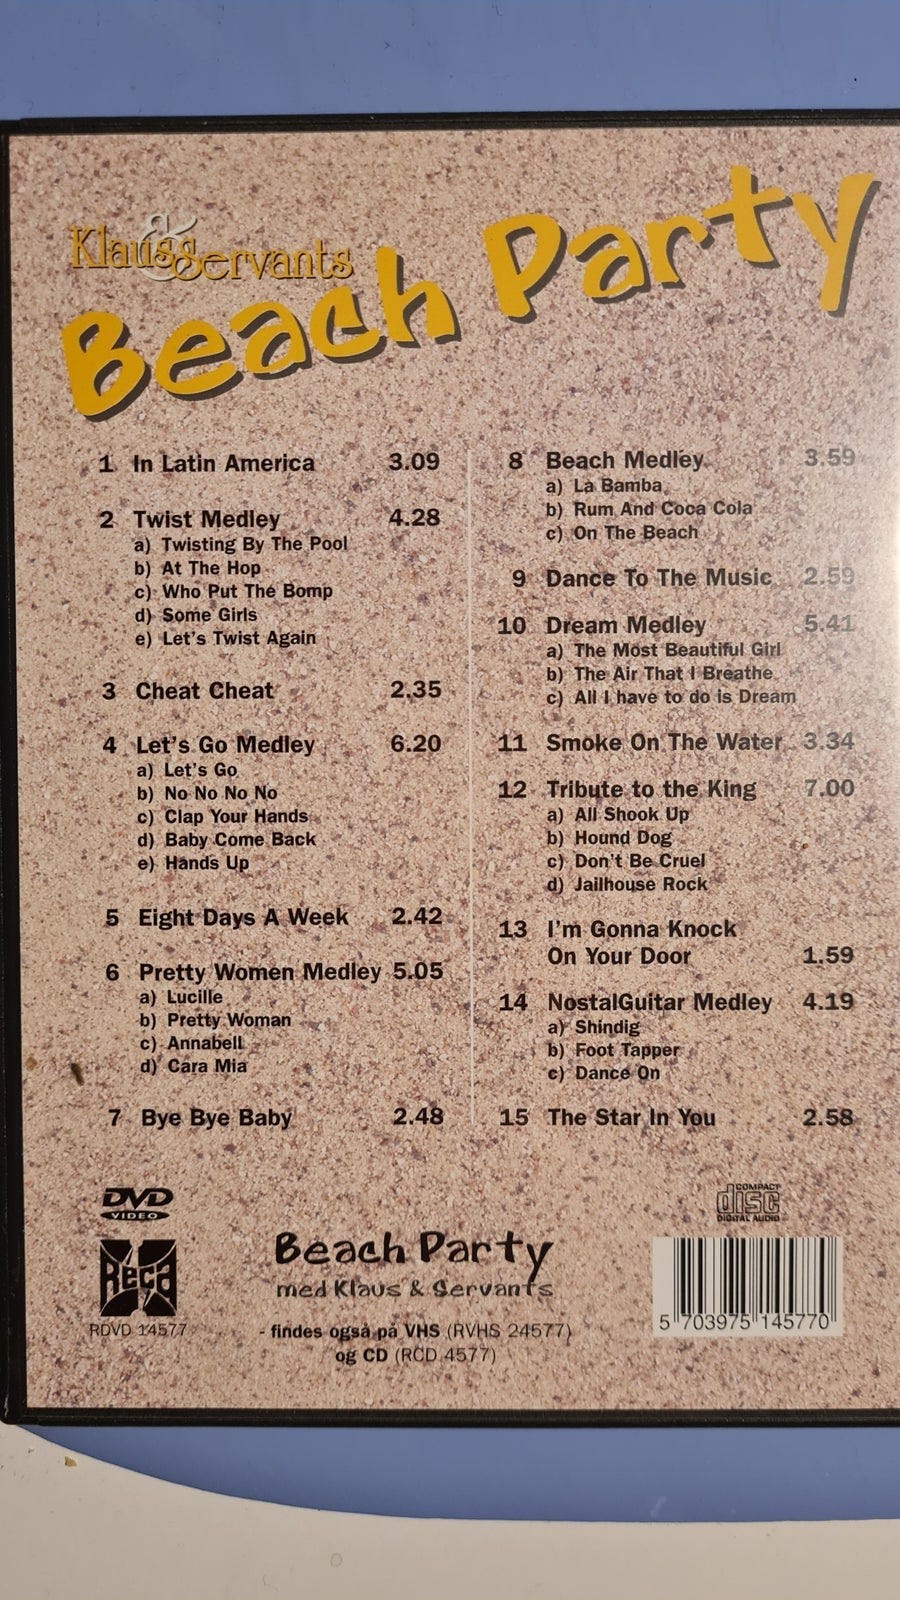 Klaus & Servants
Beach Party
1 In Latin America 3.09
2 Twist Medley 4.28
a) Twisting By The Pool
b) At The Hop
c) Who Put The Bomp
d) Some Girls
e) Let's Twist Again
3 Cheat Cheat 2.35
4 Let's Go Medley 6.20
a) Let's Go
b) No No No No
c) Clap Your Hands
d) Baby Come Back
e) Hands Up
5 Eight Days A Week 2.42
6 Pretty Women Medley 5.05
a) Lucille
b) Pretty Woman
c) Annabell
d) Cara Mia
7 Bye Bye Baby 2.48
8 Beach Medley 3.59
a) La Bamba
b) Rum And Coca Cola
c) On The Beach
9 Dance To The Music 2.59
10 Dream Medley 5.41
a) The Most Beautiful Girl
b) The Air That I Breathe
c) All I have to do is Dream
11 Smoke On The Water 3.34
12 Tribute to the King 7.00
a) All Shook Up
b) Hound Dog
c) Don't Be Cruel
d) Jailhouse Rock
13 I'm Gonna Knock
On Your Door 1.59
14 NostalGuitar Medley 4.19
a) Shindig
b) Foot Tapper
c) Dance On
15 The Star In You 2.58
DVD
VIDEO
Reca
RDVD 14577
Beach Party
med Klaus & Servants
- findes også på VHS (RVHS 24577)
og CD (RCD 4577)
COMPACT
disc
DIGITAL AUDIO
5 703975 145770